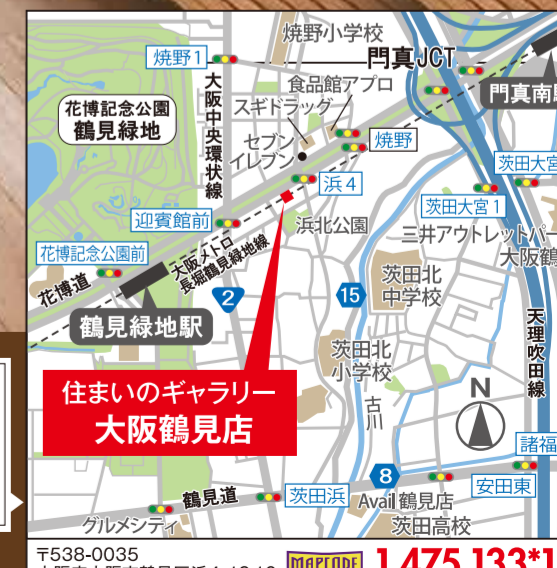 焼野小学校
焼野1
門真JCT
食品館アプロ
スギドラッグ
門真南
花博記念公園
鶴見緑地
大阪中央環状線
セブン
イレブン
焼野
茨田大宮
浜4
茨田大宮1
迎賓館前
浜北公園
三井アウトレットパー
大阪鶴
花博記念公園前
大阪メトロ
長堀鶴見緑地線
花博道
茨田北
中学校
2
15
鶴見緑地駅
天理吹田線
茨田北
小学校
住まいのギャラリー
大阪鶴見店
古川
N
諸福
8
安田東
鶴見道
茨田浜
Avail 鶴見店
グルメシティ
茨田高校
〒538-0035
MAPCODE
1 475 133*1